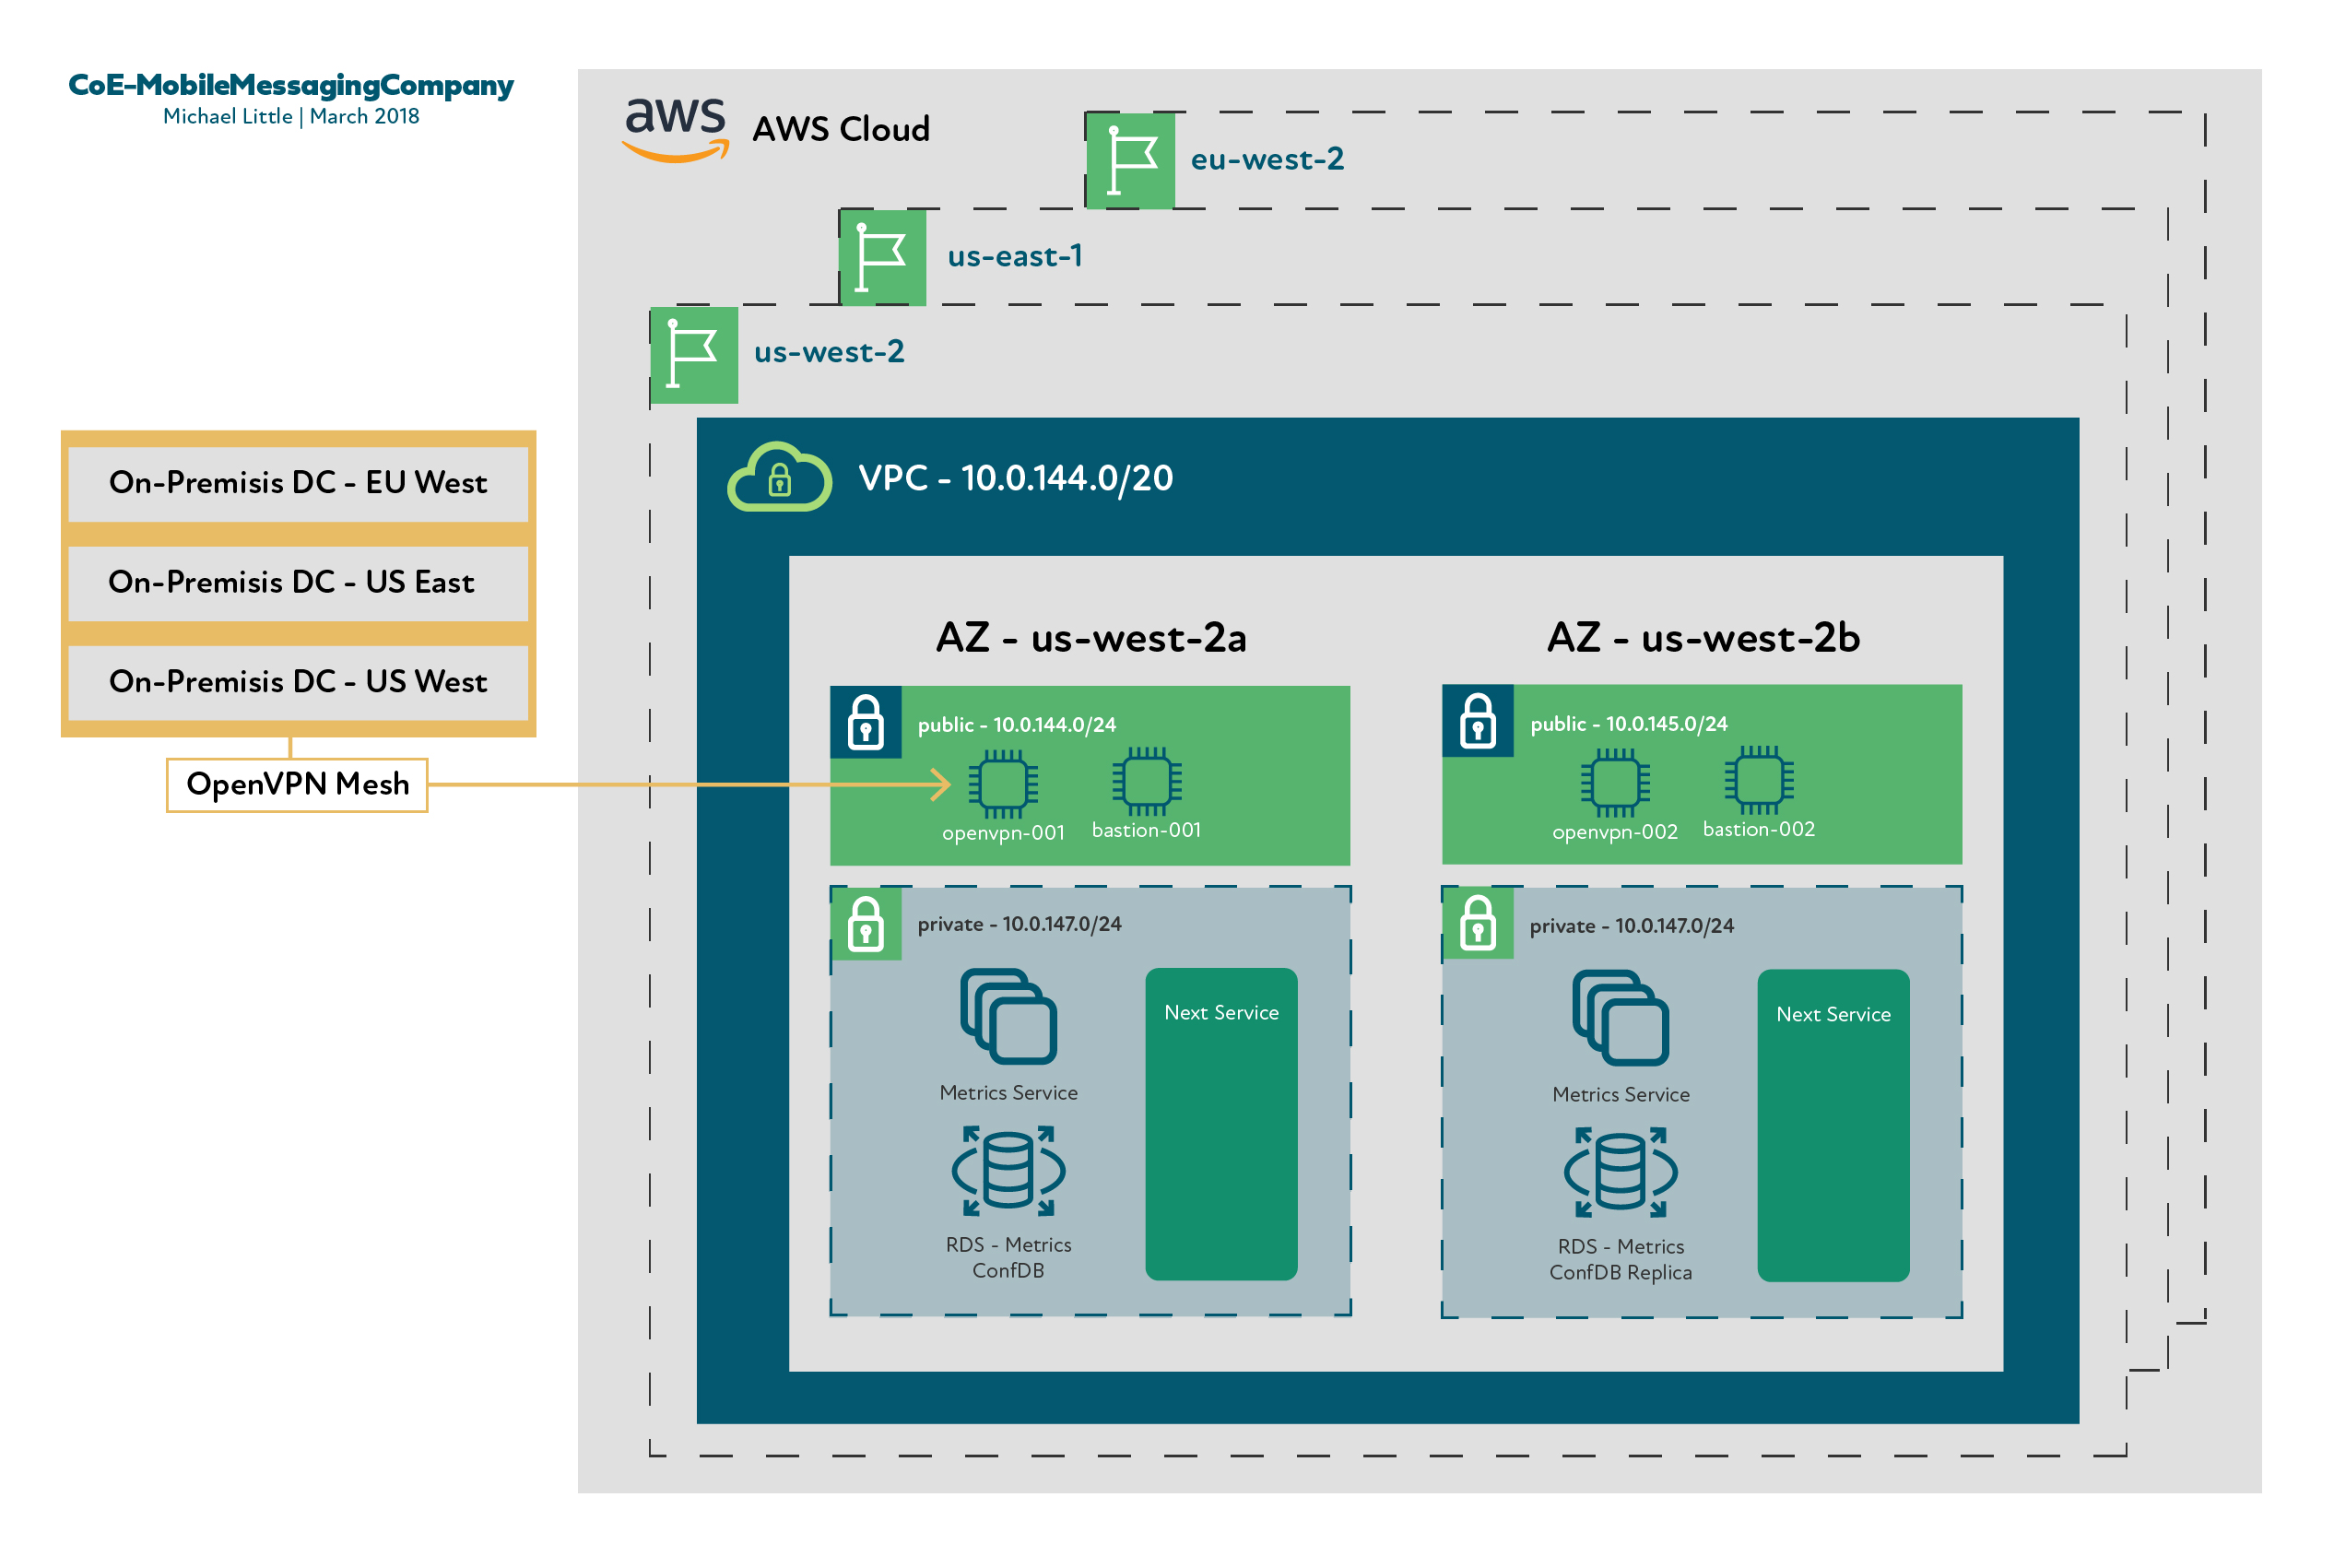 CoE-MobileMessagingCompany
Michael Little | March 2018
aws
AWS Cloud
eu-west-2
us-east-1
us-west-2
On-Premisis DC - EU West
On-Premisis DC - US East
On-Premisis DC - US West
OpenVPN Mesh
VPC - 10.0.144.0/20
AZ - us-west-2a
public - 10.0.144.0/24
openvpn-001
bastion-001
private - 10.0.147.0/24
Metrics Service
Next Service
RDS - Metrics
ConfDB
AZ - us-west-2b
public - 10.0.145.0/24
openvpn-002
bastion-002
private - 10.0.147.0/24
Metrics Service
Next Service
RDS - Metrics
ConfDB Replica